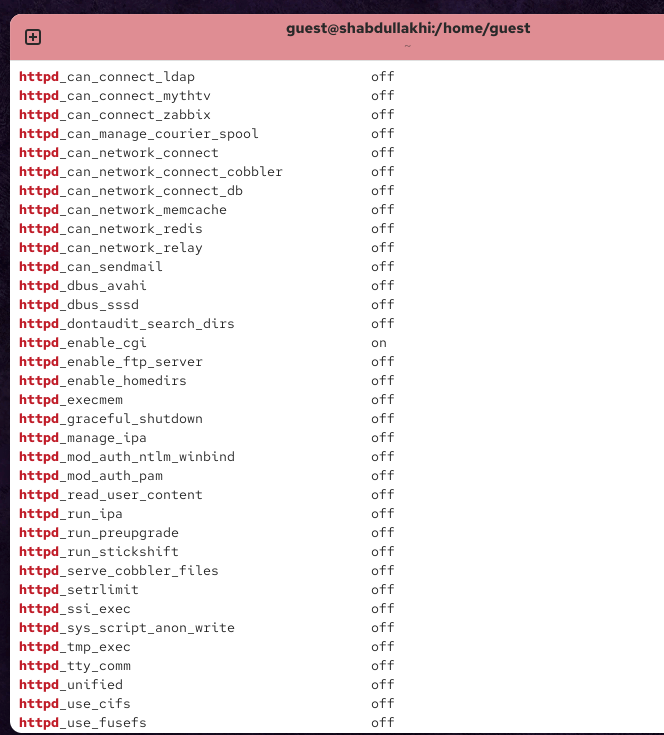 guest@shabdullakhi:/home/guest
~
httpd_can_connect_ldap off
httpd_can_connect_mythtv off
httpd_can_connect_zabbix off
httpd_can_manage_courier_spool off
httpd_can_network_connect off
httpd_can_network_connect_cobbler off
httpd_can_network_connect_db off
httpd_can_network_memcache off
httpd_can_network_redis off
httpd_can_network_relay off
httpd_can_sendmail off
httpd_dbus_avahi off
httpd_dbus_sssd off
httpd_dontaudit_search_dirs off
httpd_enable_cgi on
httpd_enable_ftp_server off
httpd_enable_homedirs off
httpd_execmem off
httpd_graceful_shutdown off
httpd_manage_ipa off
httpd_mod_auth_ntlm_winbind off
httpd_mod_auth_pam off
httpd_read_user_content off
httpd_run_ipa off
httpd_run_preupgrade off
httpd_run_stickshift off
httpd_serve_cobbler_files off
httpd_setrlimit off
httpd_ssi_exec off
httpd_sys_script_anon_write off
httpd_tmp_exec off
httpd_tty_comm off
httpd_unified off
httpd_use_cifs off
httpd_use_fusefs off